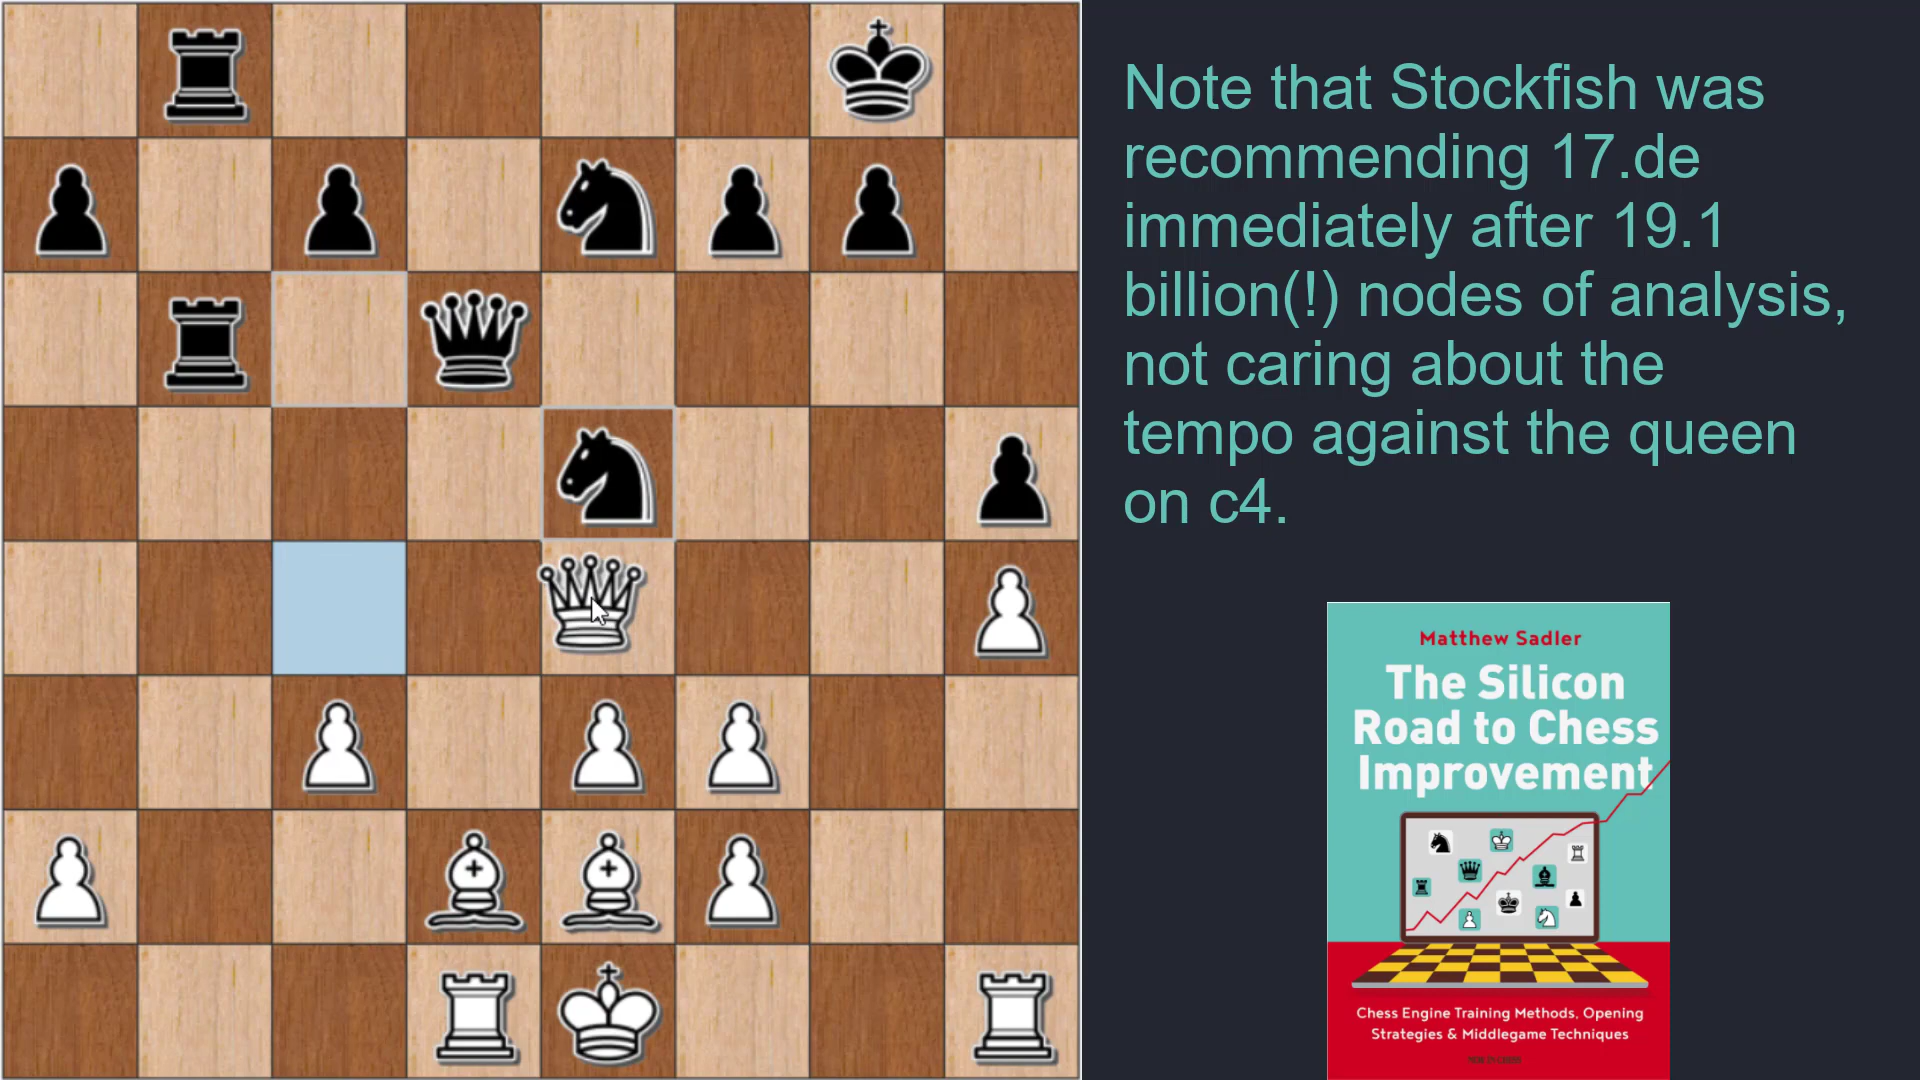 Note that Stockfish was
recommending 17.de
immediately after 19.1
billion(!) nodes of analysis,
not caring about the
tempo against the queen
on c4.
Matthew Sadler
The Silicon
Road to Chess
Improvement
Chess Engine Training Methods, Opening
Strategies & Middlegame Techniques